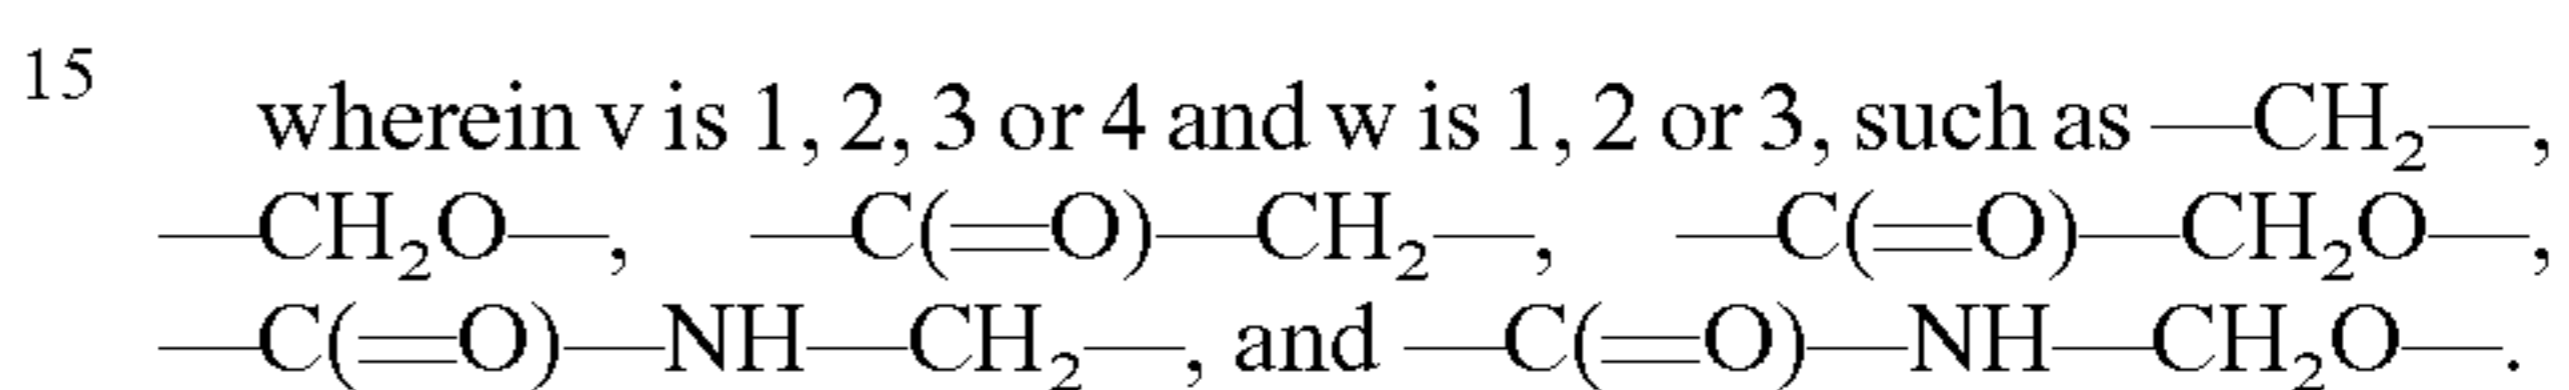 15
wherein v is 1, 2, 3 or 4 and w is 1, 2 or 3, such as —CH₂—,
—CH₂O—, —C(=O)—CH₂—, —C(=O)—CH₂O—,
—C(=O)—NH—CH₂—, and —C(=O)—NH—CH₂O—.